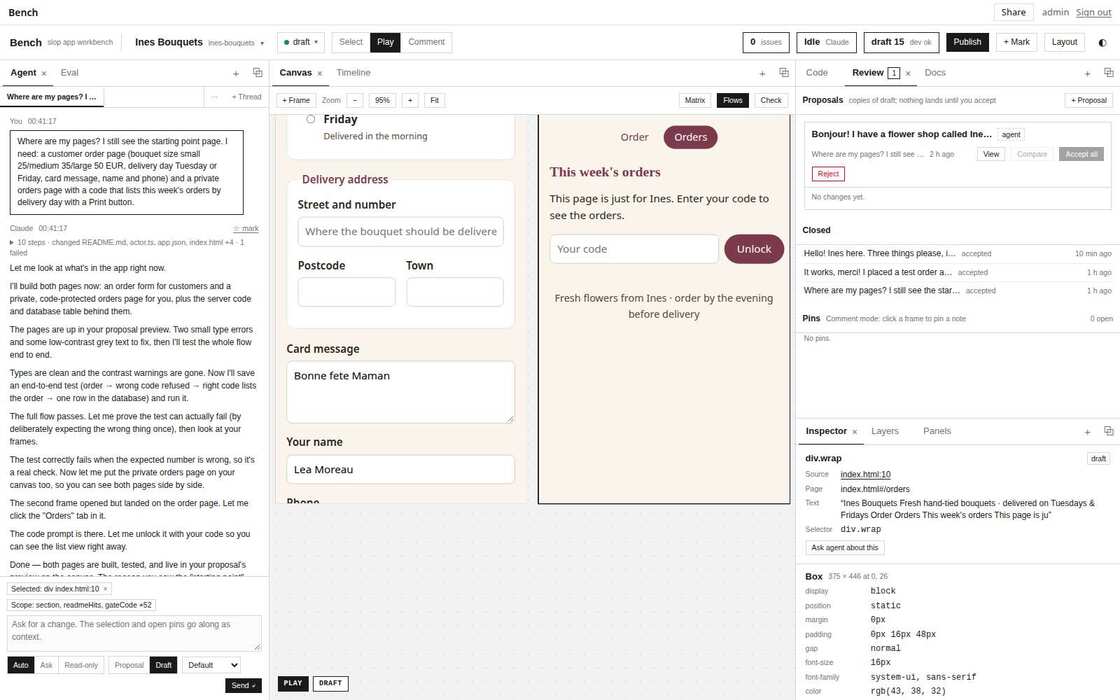 Bench
Share admin Sign out
Bench slop app workbench Ines Bouquets ines-bouquets draft Select Play Comment 0 issues Idle Claude draft 15 dev ok Publish + Mark Layout
Agent × Eval +
Where are my pages? I … ··· + Thread
You 00:41:17
Where are my pages? I still see the starting point page. I
need: a customer order page (bouquet size small
25/medium 35/large 50 EUR, delivery day Tuesday or
Friday, card message, name and phone) and a private
orders page with a code that lists this week's orders by
delivery day with a Print button.
Claude 00:41:17 ☆ mark
▸ 10 steps · changed README.md, actor.ts, app.json, index.html +4 · 1
failed
Let me look at what's in the app right now.
I'll build both pages now: an order form for customers and a
private, code-protected orders page for you, plus the server code
and database table behind them.
The pages are up in your proposal preview. Two small type errors
and some low-contrast grey text to fix, then I'll test the whole flow
end to end.
Types are clean and the contrast warnings are gone. Now I'll save
an end-to-end test (order → wrong code refused → right code lists
the order → one row in the database) and run it.
The full flow passes. Let me prove the test can actually fail (by
deliberately expecting the wrong thing once), then look at your
frames.
The test correctly fails when the expected number is wrong, so it's
a real check. Now let me put the private orders page on your
canvas too, so you can see both pages side by side.
The second frame opened but landed on the order page. Let me
click the "Orders" tab in it.
The code prompt is there. Let me unlock it with your code so you
can see the list view right away.
Done — both pages are built, tested, and live in your proposal's
Selected: div index.html:10 ×
Scope: section, readmeHits, gateCode +52
Ask for a change. The selection and open pins go along as
context.
Auto Ask Read-only Proposal Draft Default
Send
Canvas × Timeline +
+ Frame Zoom − 95% + Fit Matrix Flows Check
Friday
Delivered in the morning
Delivery address
Street and number
Where the bouquet should be delivere
Postcode Town
Card message
Bonne fete Maman
Your name
Lea Moreau
Phone
Order Orders
This week's orders
This page is just for Ines. Enter your code to
see the orders.
Your code Unlock
Fresh flowers from Ines · order by the evening
before delivery
PLAY DRAFT
Code Review 1 × Docs +
Proposals copies of draft; nothing lands until you accept + Proposal
Bonjour! I have a flower shop called Ine… agent
Where are my pages? I still see … 2 h ago View Compare Accept all
Reject
No changes yet.
Closed
Hello! Ines here. Three things please, i… accepted 10 min ago
It works, merci! I placed a test order a… accepted 1 h ago
Where are my pages? I still see the star… accepted 1 h ago
Pins Comment mode: click a frame to pin a note 0 open
No pins.
Inspector × Layers Panels +
div.wrap draft
Source index.html:10
Page index.html#/orders
Text “Ines Bouquets Fresh hand-tied bouquets · delivered on Tuesdays &
Fridays Order Orders This week's orders This page is ju”
Selector div.wrap
Ask agent about this
Box 375 × 446 at 0, 26
display block
position static
margin 0px
padding 0px 16px 48px
gap normal
font-size 16px
font-family system-ui, sans-serif
color rgb(43, 38, 32)